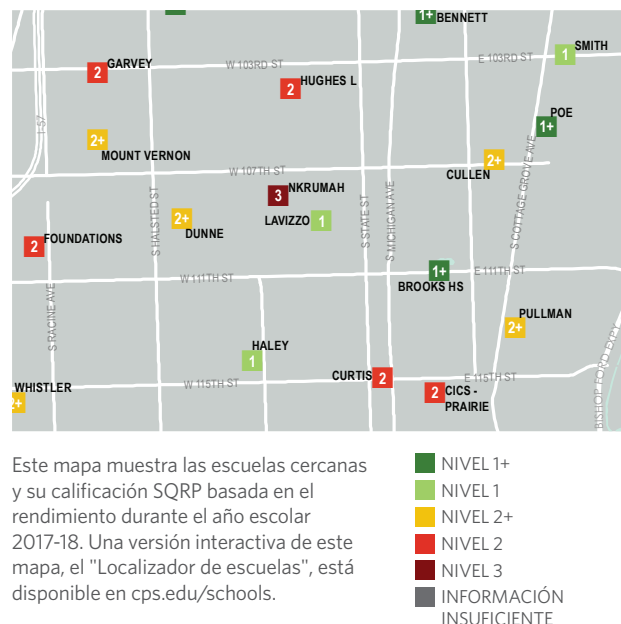 1+
BENNETT
SMITH
1
E 103RD ST
GARVEY
2
W 103RD ST
HUGHES L
2
POE
1+
I-57
2+
MOUNT VERNON
W 107TH ST
2+
CULLEN
S COTTAGE GROVE AVE
NKRUMAH
3
LAVIZZO
1
S HALSTED ST
S STATE ST
S MICHIGAN AVE
2+
DUNNE
FOUNDATIONS
2
W 111TH ST
1+
E 111TH ST
BROOKS HS
S RACINE AVE
PULLMAN
2+
HALEY
1
BISHOP FORD EXPY
WHISTLER
2+
W 115TH ST
CURTIS
2
E 115TH ST
2
CICS -
PRAIRIE
Este mapa muestra las escuelas cercanas
y su calificación SQRP basada en el
rendimiento durante el año escolar
2017-18. Una versión interactiva de este
mapa, el "Localizador de escuelas", está
disponible en cps.edu/schools.
NIVEL 1+
NIVEL 1
NIVEL 2+
NIVEL 2
NIVEL 3
INFORMACIÓN
INSUFICIENTE